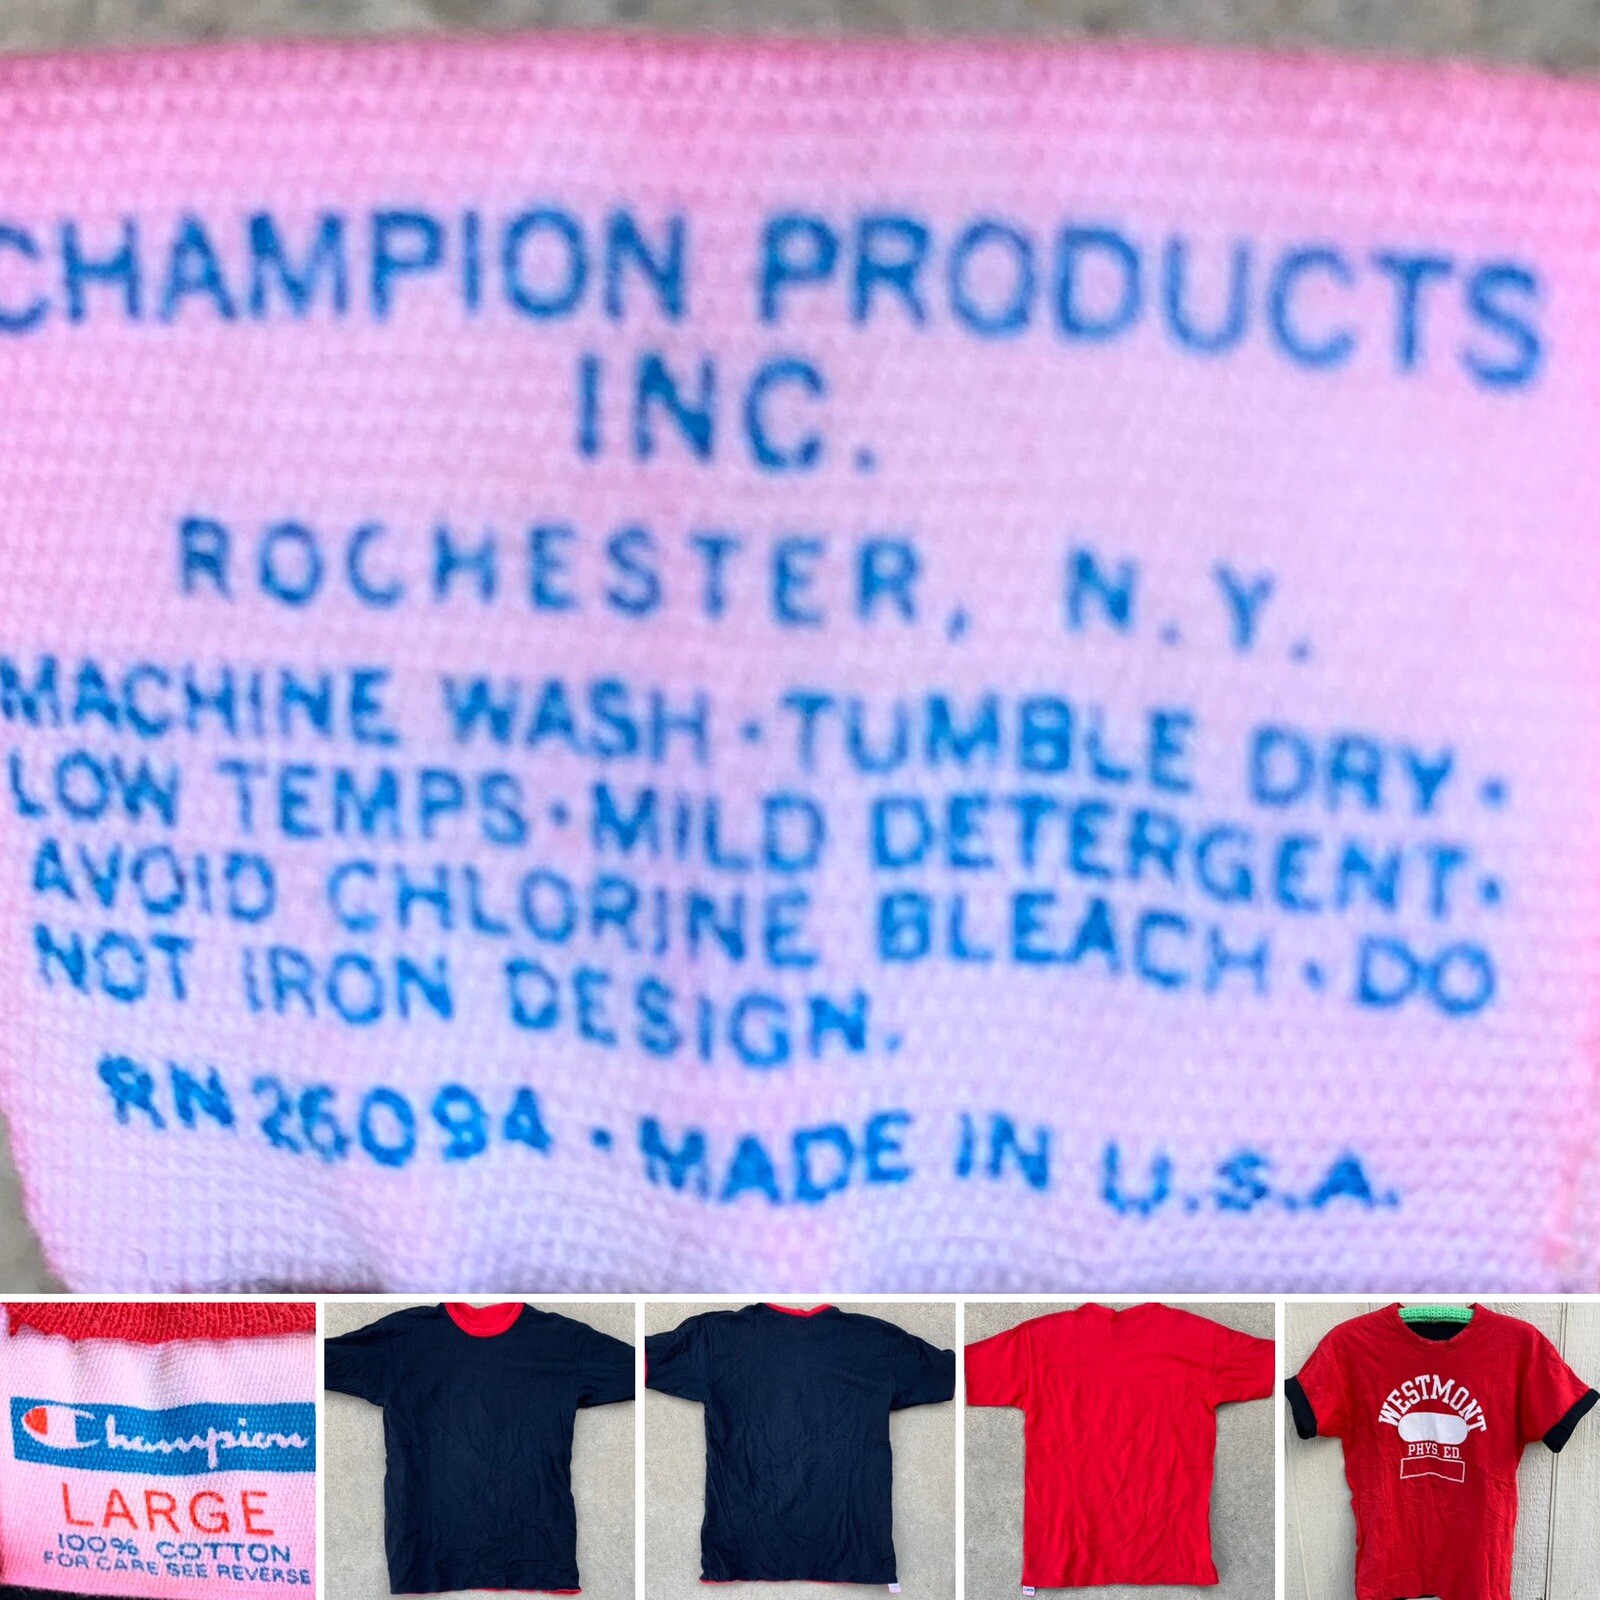 CHAMPION PRODUCTS
INC.
ROCHESTER, N.Y.
MACHINE WASH · TUMBLE DRY ·
LOW TEMPS · MILD DETERGENT ·
AVOID CHLORINE BLEACH · DO
NOT IRON DESIGN.
RN 26094 · MADE IN U.S.A.
Champion
LARGE
100% COTTON
FOR CARE SEE REVERSE
WESTMONT
PHYS. ED.